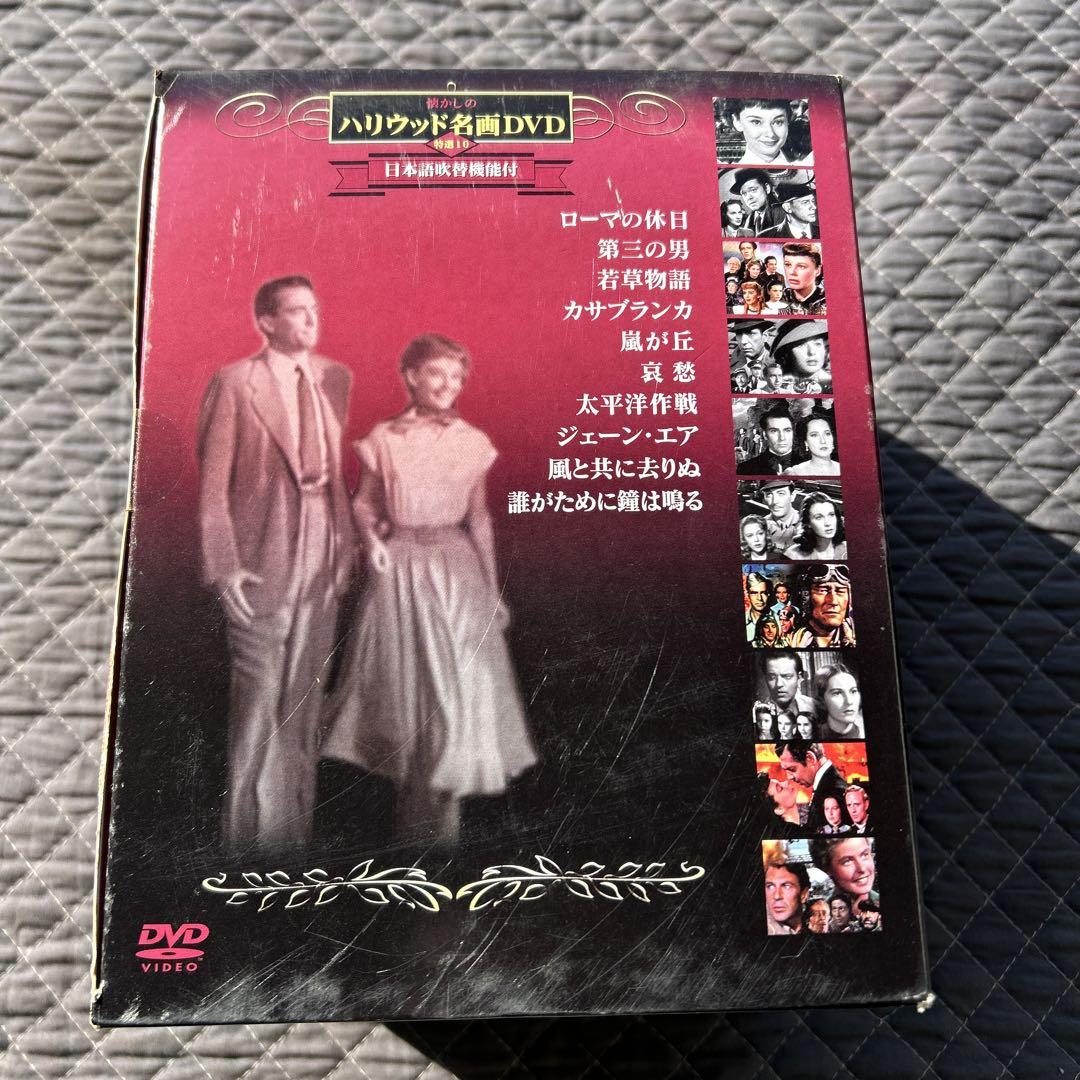 懐かしの
ハリウッド名画DVD
特選10
日本語吹替機能付
ローマの休日
第三の男
若草物語
カサブランカ
嵐が丘
哀愁
太平洋作戦
ジェーン・エア
風と共に去りぬ
誰がために鐘は鳴る
DVD
VIDEO
TM